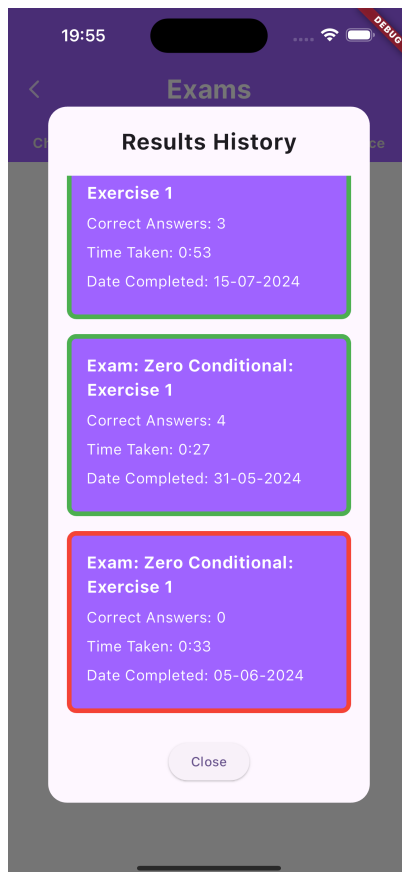 19:55
DEBUG
Exams
Results History
Exercise 1
Correct Answers: 3
Time Taken: 0:53
Date Completed: 15-07-2024
Exam: Zero Conditional:
Exercise 1
Correct Answers: 4
Time Taken: 0:27
Date Completed: 31-05-2024
Exam: Zero Conditional:
Exercise 1
Correct Answers: 0
Time Taken: 0:33
Date Completed: 05-06-2024
Close